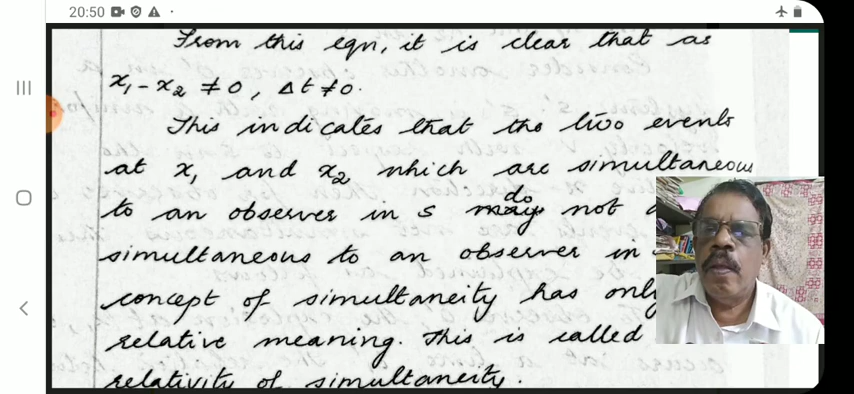 20:50
From this eqn, it is clear that as
x₁ - x₂ ≠ 0, Δt ≠ 0.
This indicates that the two events
at x₁ and x₂ which are simultaneous
to an observer in S may do not
simultaneous to an observer in
concept of simultaneity has only
relative meaning. This is called
relativity of simultaneity.